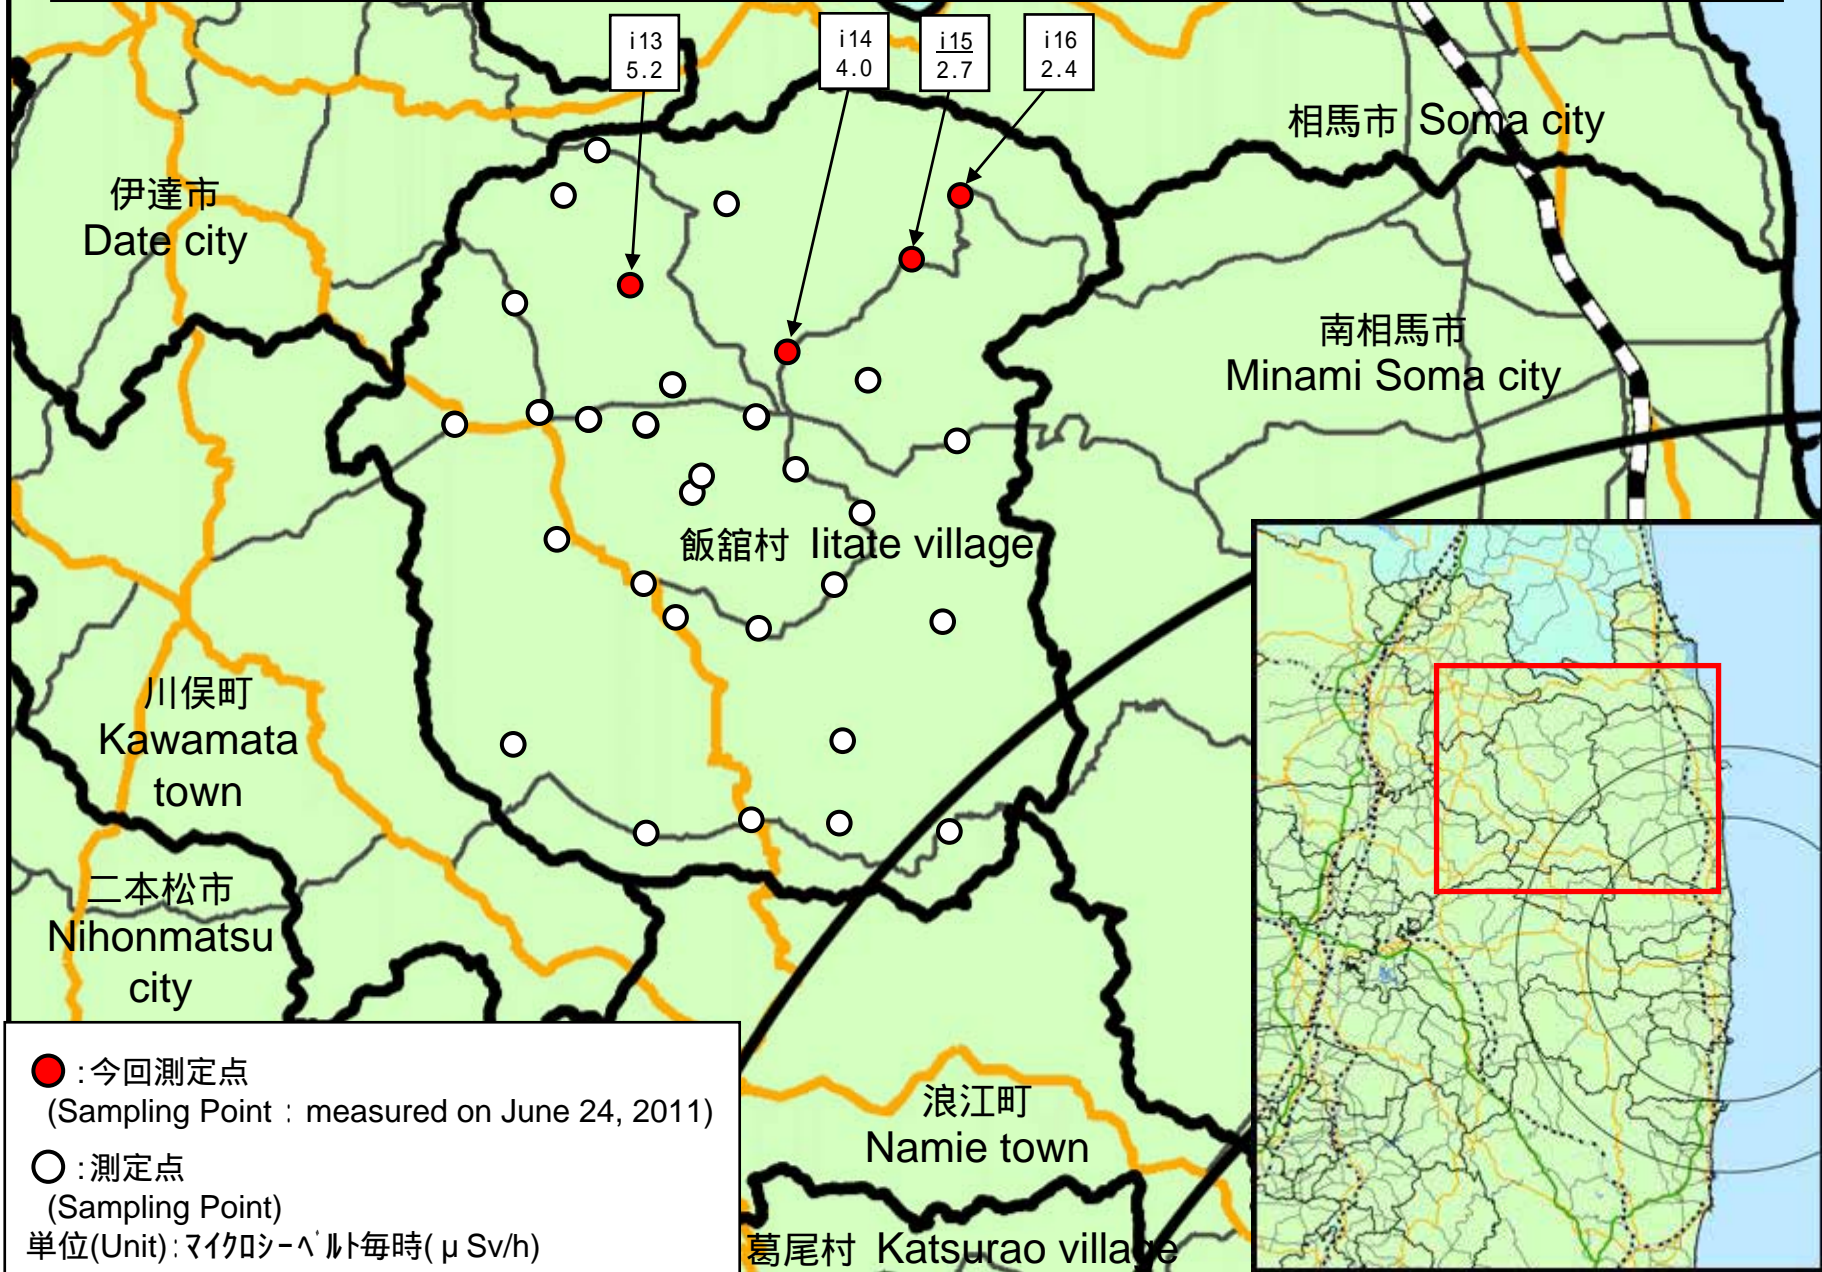 i13
5.2
i14
4.0
i15
2.7
i16
2.4
相馬市 Soma city
伊達市
Date city
南相馬市
Minami Soma city
飯舘村 Iitate village
川俣町
Kawamata
town
二本松市
Nihonmatsu
city
浪江町
Namie town
葛尾村 Katsurao village
:今回測定点
(Sampling Point : measured on June 24, 2011)
:測定点
(Sampling Point)
単位(Unit):マイクロシーベルト毎時(μSv/h)